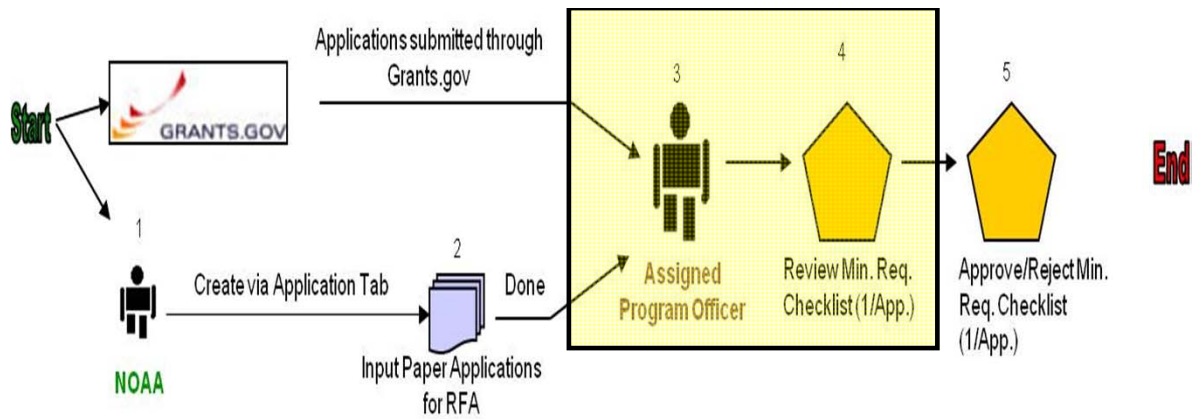 Start
GRANTS.GOV
Applications submitted through
Grants.gov
1
NOAA
Create via Application Tab
2
Input Paper Applications
for RFA
Done
3
Assigned
Program Officer
4
Review Min. Req.
Checklist (1/App.)
5
Approve/Reject Min.
Req. Checklist
(1/App.)
End